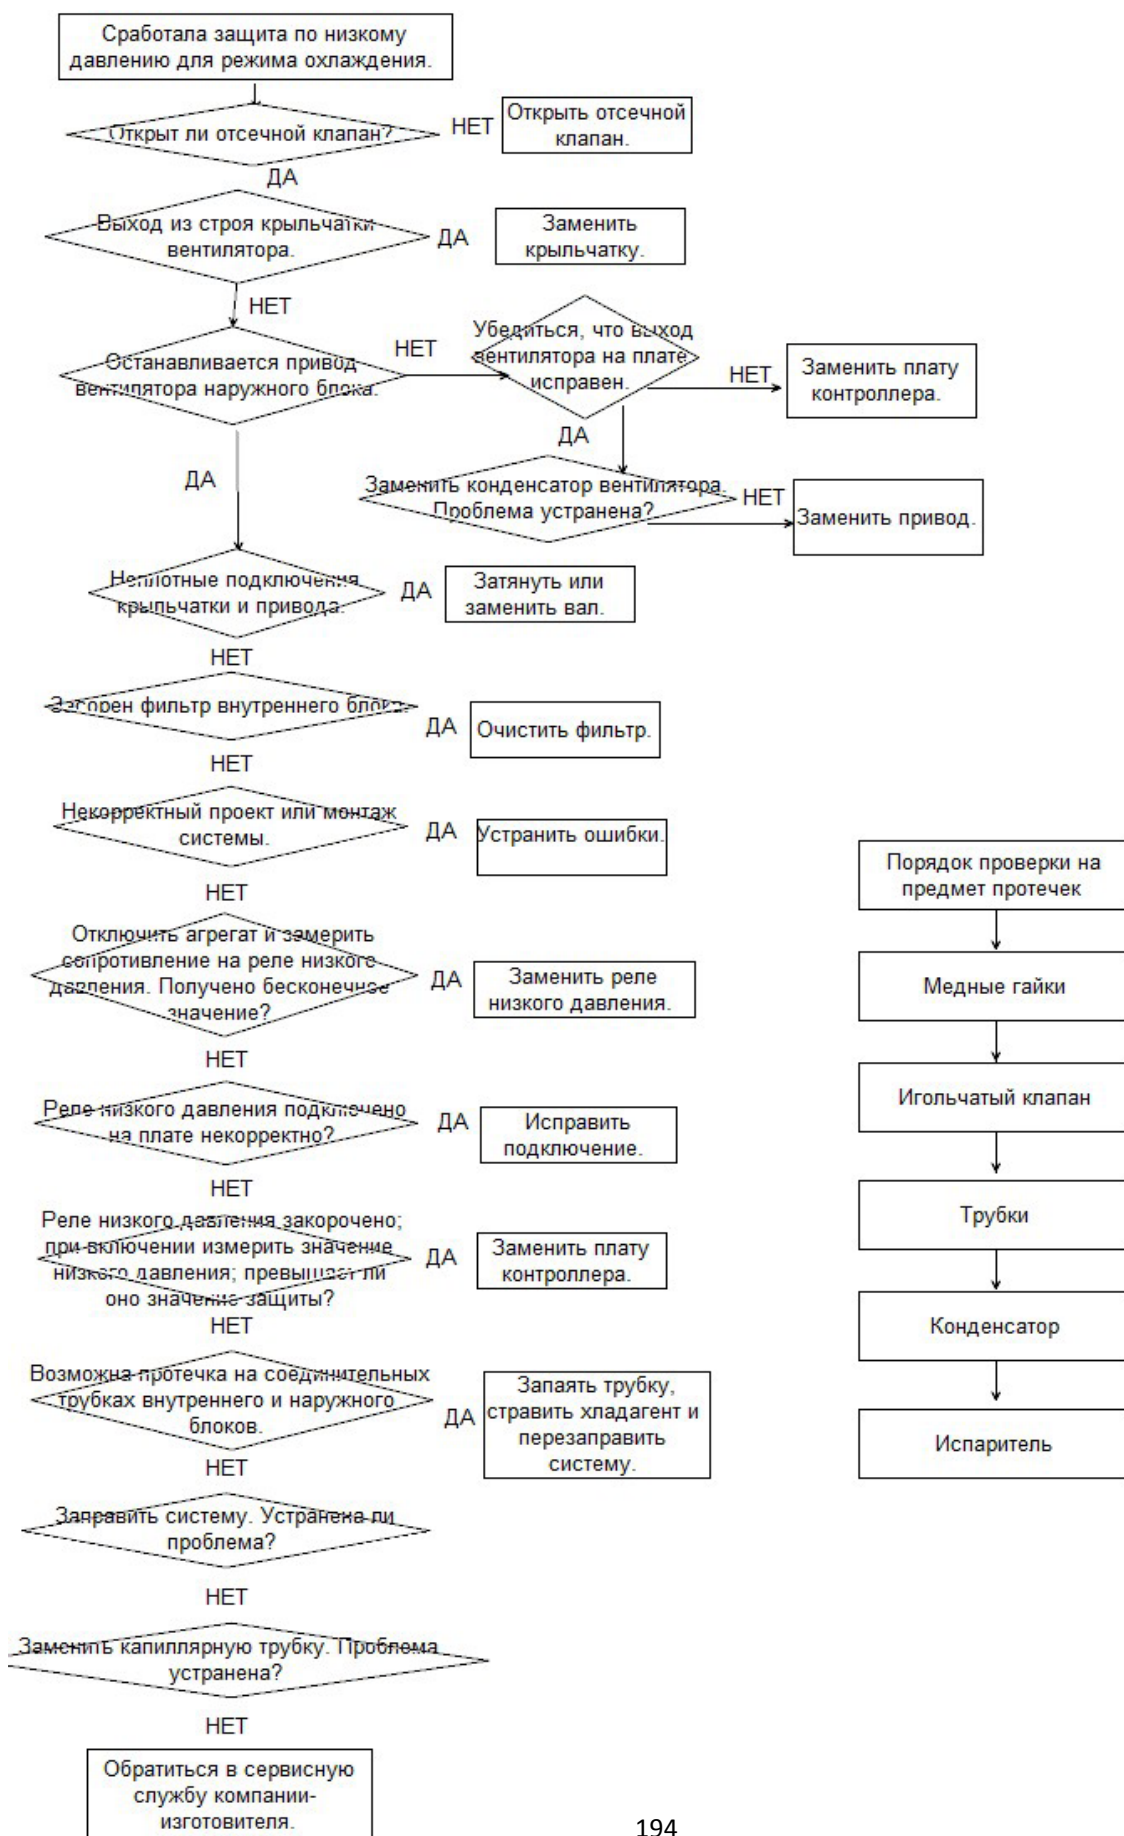 Сработала защита по низкому
давлению для режима охлаждения.
Открыт ли отсечной клапан?
НЕТ
Открыть отсечной
клапан.
ДА
Выход из строя крыльчатки
вентилятора.
ДА
Заменить
крыльчатку.
НЕТ
Останавливается привод
вентилятора наружного блока.
НЕТ
Убедиться, что выход
вентилятора на плате
исправен.
НЕТ
Заменить плату
контроллера.
ДА
ДА
Заменить конденсатор вентилятора.
Проблема устранена?
НЕТ
Заменить привод.
Неплотные подключения
крыльчатки и привода.
ДА
Затянуть или
заменить вал.
НЕТ
Засорен фильтр внутреннего блока.
ДА
Очистить фильтр.
НЕТ
Некорректный проект или монтаж
системы.
ДА
Устранить ошибки.
НЕТ
Отключить агрегат и замерить
сопротивление на реле низкого
давления. Получено бесконечное
значение?
ДА
Заменить реле
низкого давления.
НЕТ
Реле низкого давления подключено
на плате некорректно?
ДА
Исправить
подключение.
НЕТ
Реле низкого давления закорочено;
при включении измерить значение
низкого давления; превышает ли
оно значение защиты?
ДА
Заменить плату
контроллера.
НЕТ
Возможна протечка на соединительных
трубках внутреннего и наружного
блоков.
ДА
Запаять трубку,
стравить хладагент и
перезаправить
систему.
НЕТ
Заправить систему. Устранена ли
проблема?
НЕТ
Заменить капиллярную трубку. Проблема
устранена?
НЕТ
Обратиться в сервисную
службу компании-
изготовителя.
Порядок проверки на
предмет протечек
Медные гайки
Игольчатый клапан
Трубки
Конденсатор
Испаритель
194